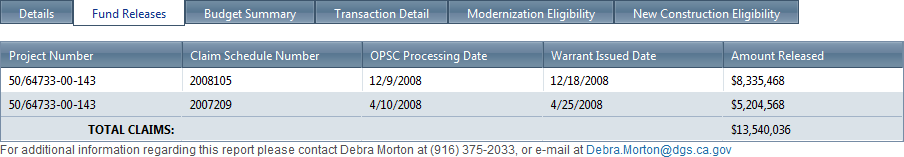 Details Fund Releases Budget Summary Transaction Detail Modernization Eligibility New Construction Eligibility
Project Number Claim Schedule Number OPSC Processing Date Warrant Issued Date Amount Released
50/64733-00-143 2008105 12/9/2008 12/18/2008 $8,335,468
50/64733-00-143 2007209 4/10/2008 4/25/2008 $5,204,568
TOTAL CLAIMS: $13,540,036
For additional information regarding this report please contact Debra Morton at (916) 375-2033, or e-mail at Debra.Morton@dgs.ca.gov